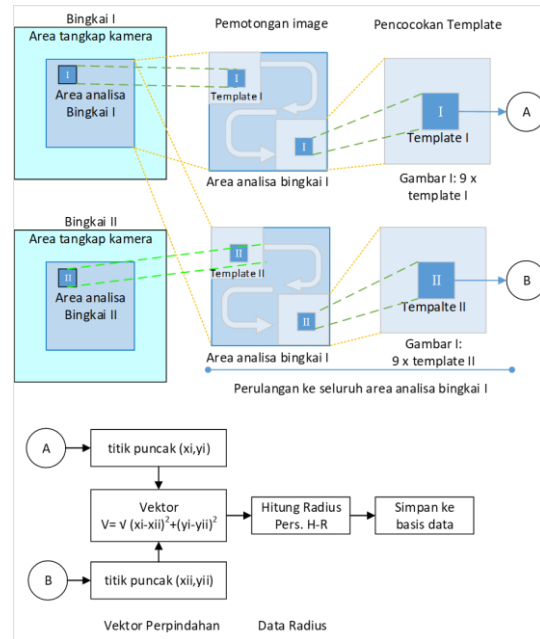 Bingkai I
Area tangkap kamera
I
Area analisa
Bingkai I
Pemotongan image
I
Template I
I
Area analisa bingkai I
Pencocokan Template
I
Template I
Gambar I: 9 x
template I
A
Bingkai II
Area tangkap kamera
II
Area analisa
Bingkai II
II
Template II
II
Area analisa bingkai I
II
Tempalte II
Gambar I:
9 x template II
B
Perulangan ke seluruh area analisa bingkai I
A
titik puncak (xi,yi)
Vektor
V= √ (xi-xii)²+(yi-yii)²
Hitung Radius
Pers. H-R
Simpan ke
basis data
B
titik puncak (xii,yii)
Vektor Perpindahan
Data Radius